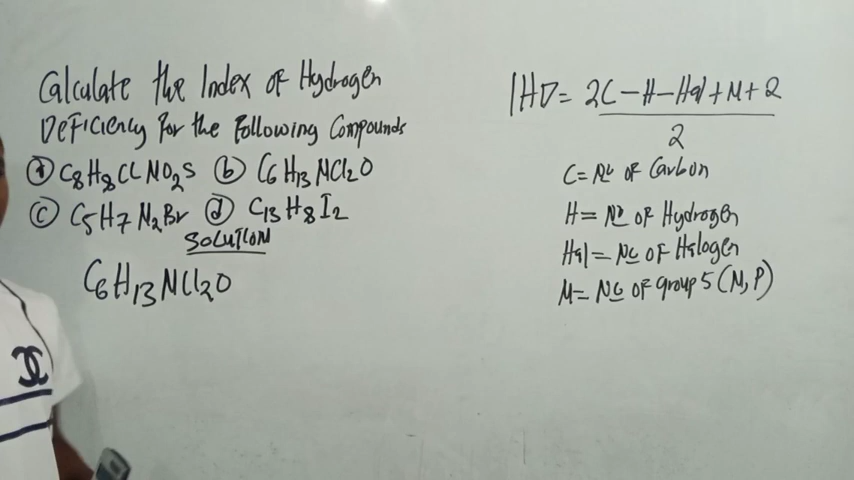 Calculate the Index of Hydrogen
Deficiency for the Following Compounds
ⓐ C8H8ClNO2S ⓑ C6H13NCl2O
ⓒ C5H7N2Br ⓓ C13H8I2
SOLUTION
C6H13NCl2O
IHD = 2C - H - Hal + N + 2
2
C = No of Carbon
H = No of Hydrogen
Hal = No of Halogen
N = No of group 5 (N, P)